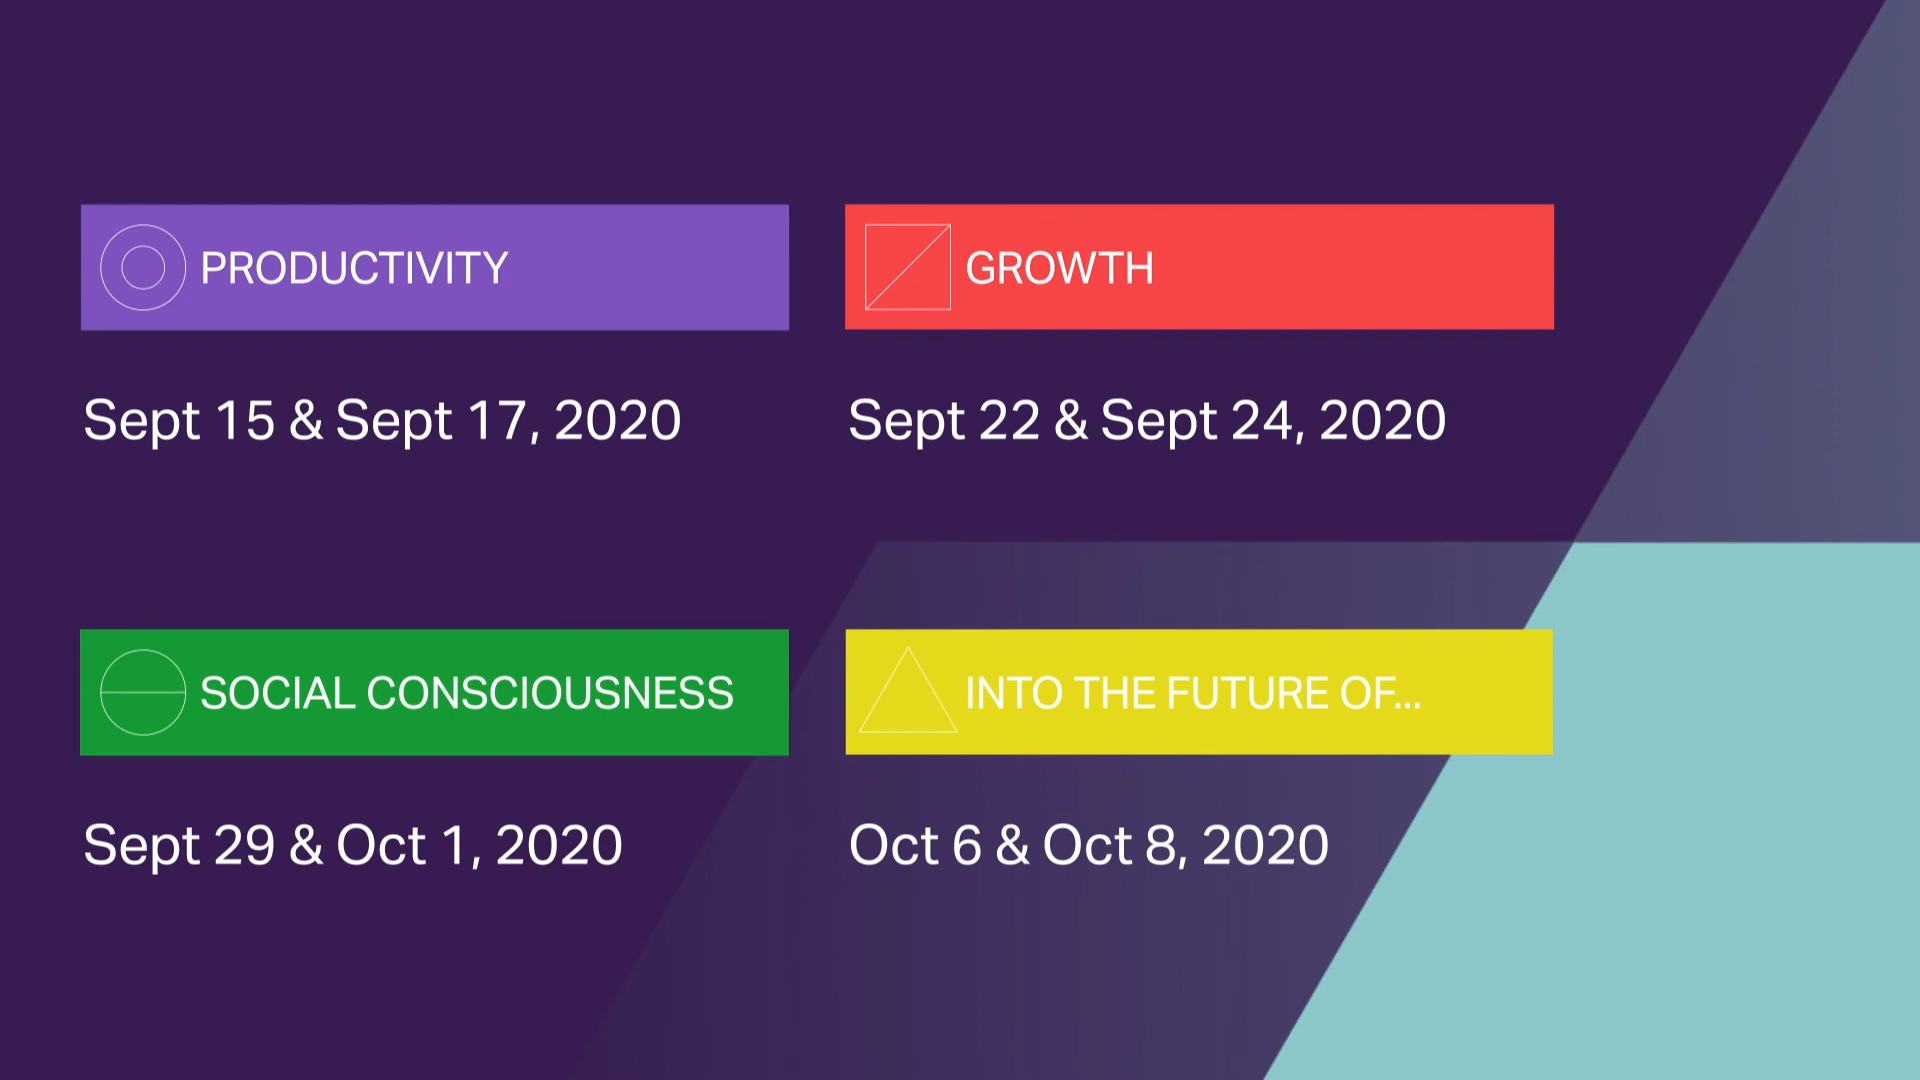 PRODUCTIVITY
Sept 15 & Sept 17, 2020
GROWTH
Sept 22 & Sept 24, 2020
SOCIAL CONSCIOUSNESS
Sept 29 & Oct 1, 2020
INTO THE FUTURE OF...
Oct 6 & Oct 8, 2020